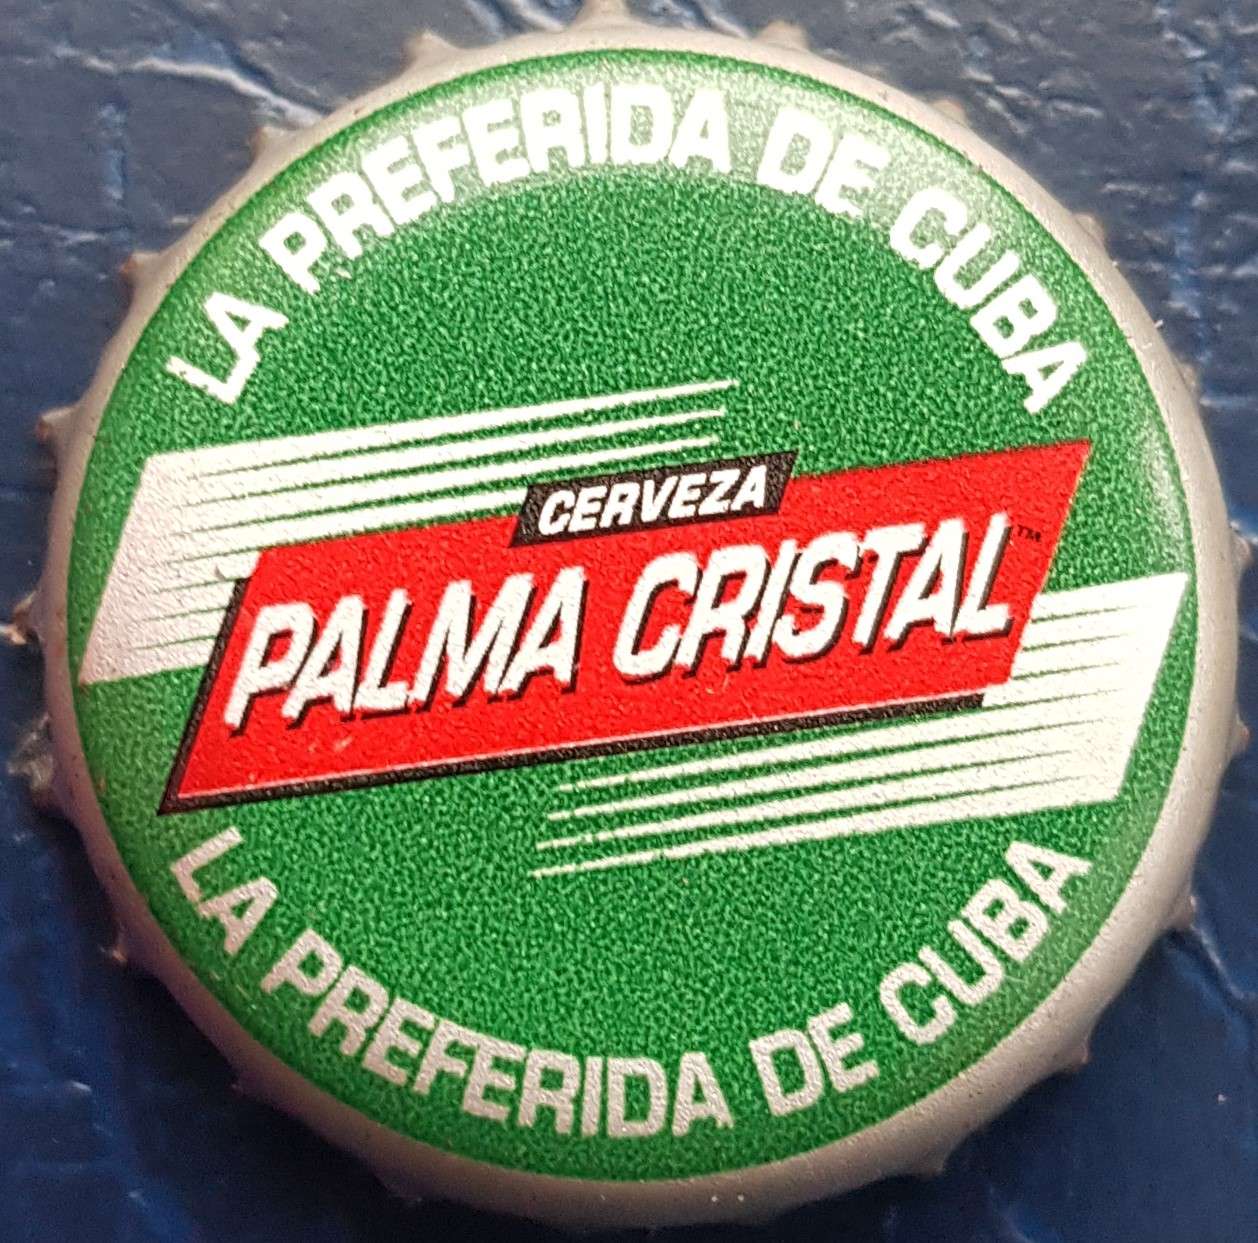 LA PREFERIDA DE CUBA
CERVEZA
PALMA CRISTAL™
LA PREFERIDA DE CUBA